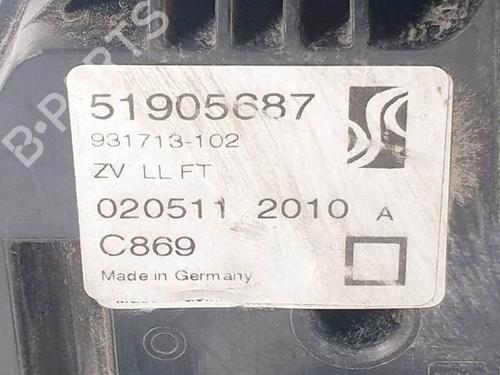 51905687
931713-102
ZV LL FT
020511 2010 A
C869
Made in Germany
B-PARTS